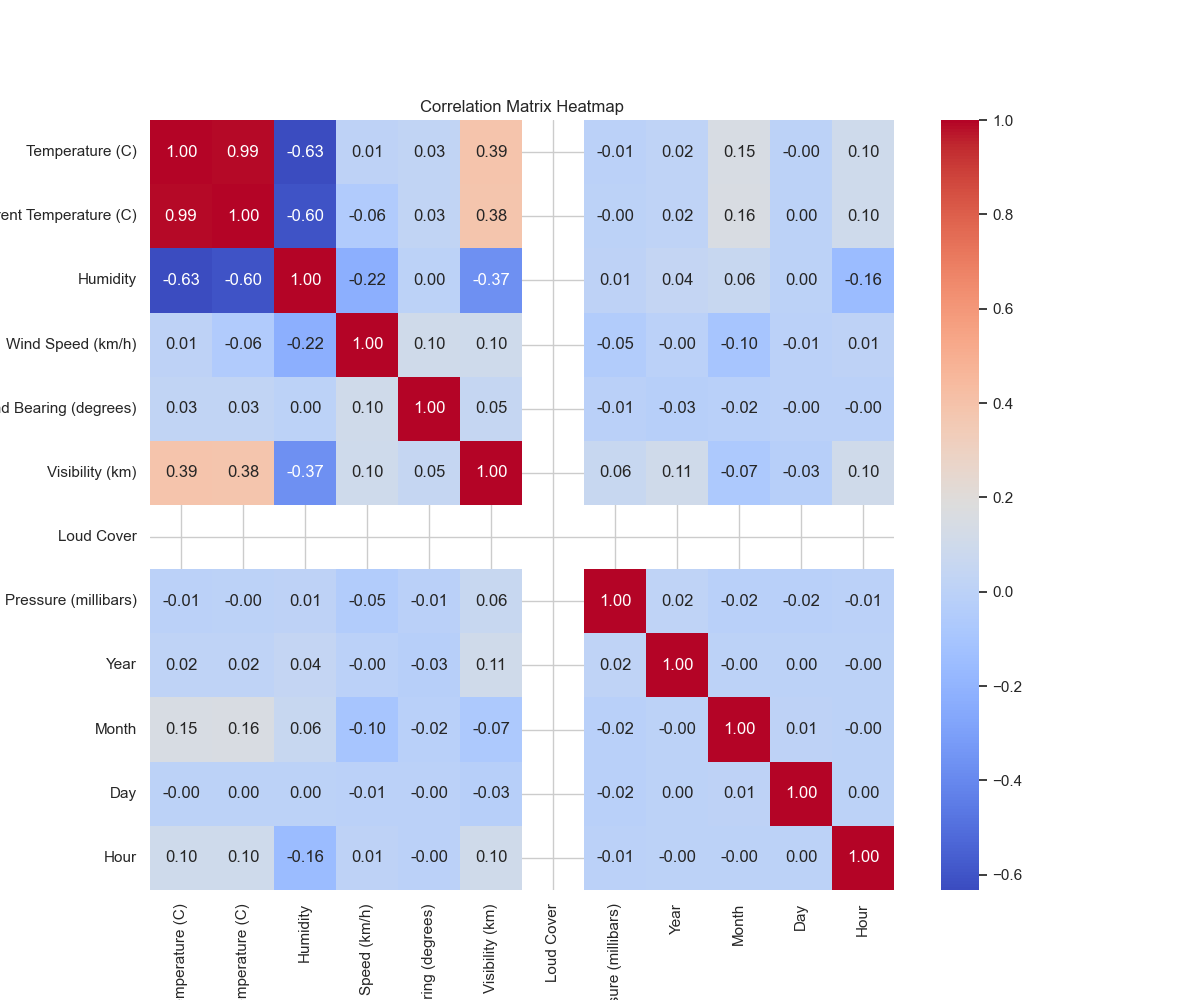 Correlation Matrix Heatmap
Temperature (C) 1.00 0.99 -0.63 0.01 0.03 0.39 -0.01 0.02 0.15 -0.00 0.10
ent Temperature (C) 0.99 1.00 -0.60 -0.06 0.03 0.38 -0.00 0.02 0.16 0.00 0.10
Humidity -0.63 -0.60 1.00 -0.22 0.00 -0.37 0.01 0.04 0.06 0.00 -0.16
Wind Speed (km/h) 0.01 -0.06 -0.22 1.00 0.10 0.10 -0.05 -0.00 -0.10 -0.01 0.01
d Bearing (degrees) 0.03 0.03 0.00 0.10 1.00 0.05 -0.01 -0.03 -0.02 -0.00 -0.00
Visibility (km) 0.39 0.38 -0.37 0.10 0.05 1.00 0.06 0.11 -0.07 -0.03 0.10
Loud Cover
Pressure (millibars) -0.01 -0.00 0.01 -0.05 -0.01 0.06 1.00 0.02 -0.02 -0.02 -0.01
Year 0.02 0.02 0.04 -0.00 -0.03 0.11 0.02 1.00 -0.00 0.00 -0.00
Month 0.15 0.16 0.06 -0.10 -0.02 -0.07 -0.02 -0.00 1.00 0.01 -0.00
Day -0.00 0.00 0.00 -0.01 -0.00 -0.03 -0.02 0.00 0.01 1.00 0.00
Hour 0.10 0.10 -0.16 0.01 -0.00 0.10 -0.01 -0.00 -0.00 0.00 1.00
mperature (C)
mperature (C)
Humidity
Speed (km/h)
ring (degrees)
Visibility (km)
Loud Cover
sure (millibars)
Year
Month
Day
Hour
1.0
0.8
0.6
0.4
0.2
0.0
−0.2
−0.4
−0.6